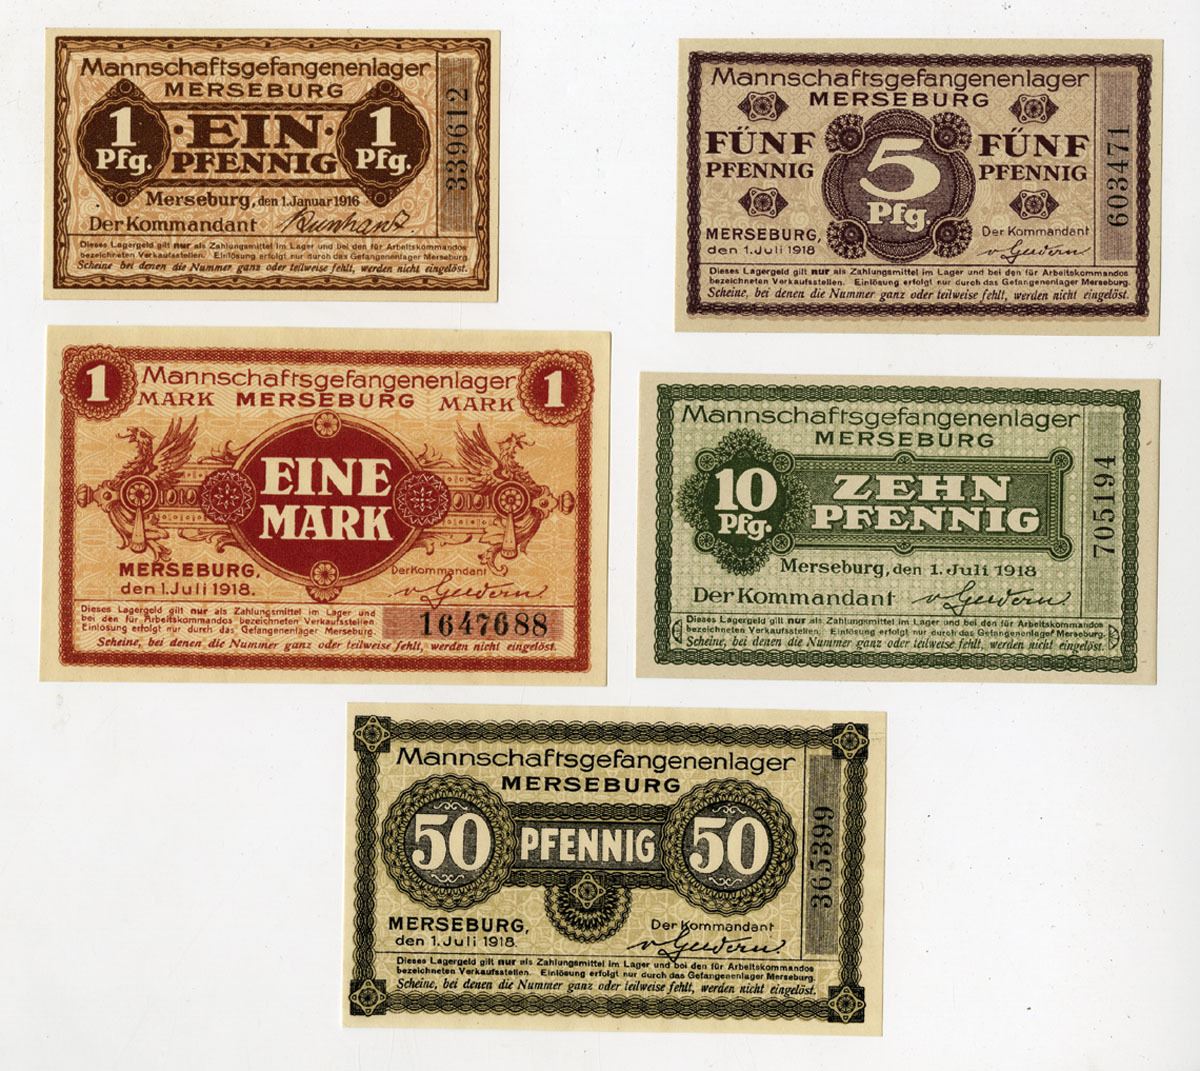 Mannschaftsgefangenenlager
MERSEBURG
1 Pfg.
EIN
PFENNIG
1 Pfg.
339612
Merseburg, den 1. Januar 1916
Der Kommandant
Dieses Lagergeld gilt nur als Zahlungsmittel im Lager und bei den für Arbeitskommandos
bezeichneten Verkaufsstellen. Einlösung erfolgt nur durch das Gefangenenlager Merseburg.
Scheine, bei denen die Nummer ganz oder teilweise fehlt, werden nicht eingelöst.
Mannschaftsgefangenenlager
MERSEBURG
FÜNF
PFENNIG
5
Pfg.
FÜNF
PFENNIG
603471
MERSEBURG,
den 1. Juli 1918
Der Kommandant
v. Geldern.
Dieses Lagergeld gilt nur als Zahlungsmittel im Lager und bei den für Arbeitskommandos
bezeichneten Verkaufsstellen. Einlösung erfolgt nur durch das Gefangenenlager Merseburg.
Scheine, bei denen die Nummer ganz oder teilweise fehlt, werden nicht eingelöst.
1
Mannschaftsgefangenenlager
1
MARK MERSEBURG MARK
EINE
MARK
MERSEBURG,
den 1. Juli 1918.
Der Kommandant
v. Geldern.
Dieses Lagergeld gilt nur als Zahlungsmittel im Lager und
bei den für Arbeitskommandos bezeichneten Verkaufsstellen.
Einlösung erfolgt nur durch das Gefangenenlager Merseburg.
1647688
Scheine, bei denen die Nummer ganz oder teilweise fehlt, werden nicht eingelöst.
Mannschaftsgefangenenlager
MERSEBURG
10
Pfg.
ZEHN
PFENNIG
705194
Merseburg, den 1. Juli 1918
Der Kommandant v. Geldern.
Dieses Lagergeld gilt nur als Zahlungsmittel im Lager und bei den für Arbeitskommandos
bezeichneten Verkaufsstellen. Einlösung erfolgt nur durch das Gefangenenlager Merseburg.
Scheine, bei denen die Nummer ganz oder teilweise fehlt, werden nicht eingelöst.
Mannschaftsgefangenenlager
MERSEBURG
50 PFENNIG 50
365399
MERSEBURG,
den 1. Juli 1918.
Der Kommandant
v. Geldern.
Dieses Lagergeld gilt nur als Zahlungsmittel im Lager und bei den für Arbeitskommandos
bezeichneten Verkaufsstellen. Einlösung erfolgt nur durch das Gefangenenlager Merseburg.
Scheine, bei denen die Nummer ganz oder teilweise fehlt, werden nicht eingelöst.